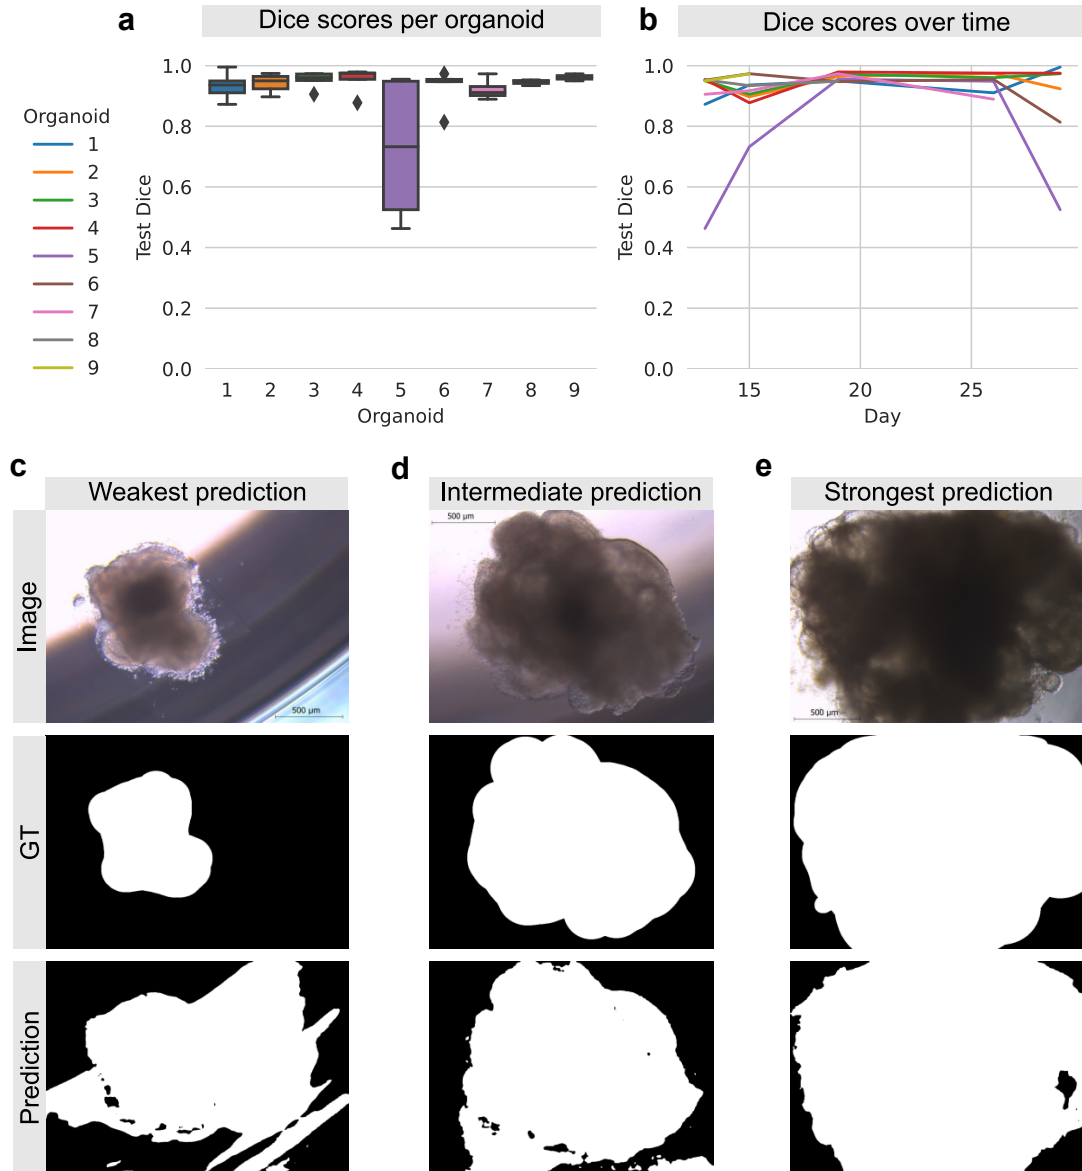 a
Dice scores per organoid
b
Dice scores over time
Organoid
1
2
3
4
5
6
7
8
9
Test Dice
1.0
0.8
0.6
0.4
0.2
0.0
1 2 3 4 5 6 7 8 9
Organoid
Test Dice
1.0
0.8
0.6
0.4
0.2
0.0
15 20 25
Day
c
Weakest prediction
d
Intermediate prediction
e
Strongest prediction
Image
500 µm
500 µm
500 µm
GT
Prediction